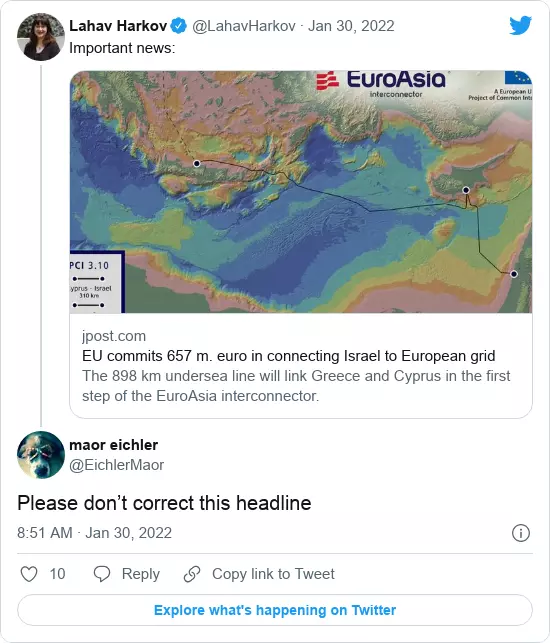 Lahav Harkov @LahavHarkov · Jan 30, 2022
Important news:
EuroAsia
interconnector
A European U
Project of Common Int
PCI 3.10
yprus - Israel
310 km
jpost.com
EU commits 657 m. euro in connecting Israel to European grid
The 898 km undersea line will link Greece and Cyprus in the first
step of the EuroAsia interconnector.
maor eichler
@EichlerMaor
Please don’t correct this headline
8:51 AM · Jan 30, 2022
10 Reply Copy link to Tweet
Explore what's happening on Twitter